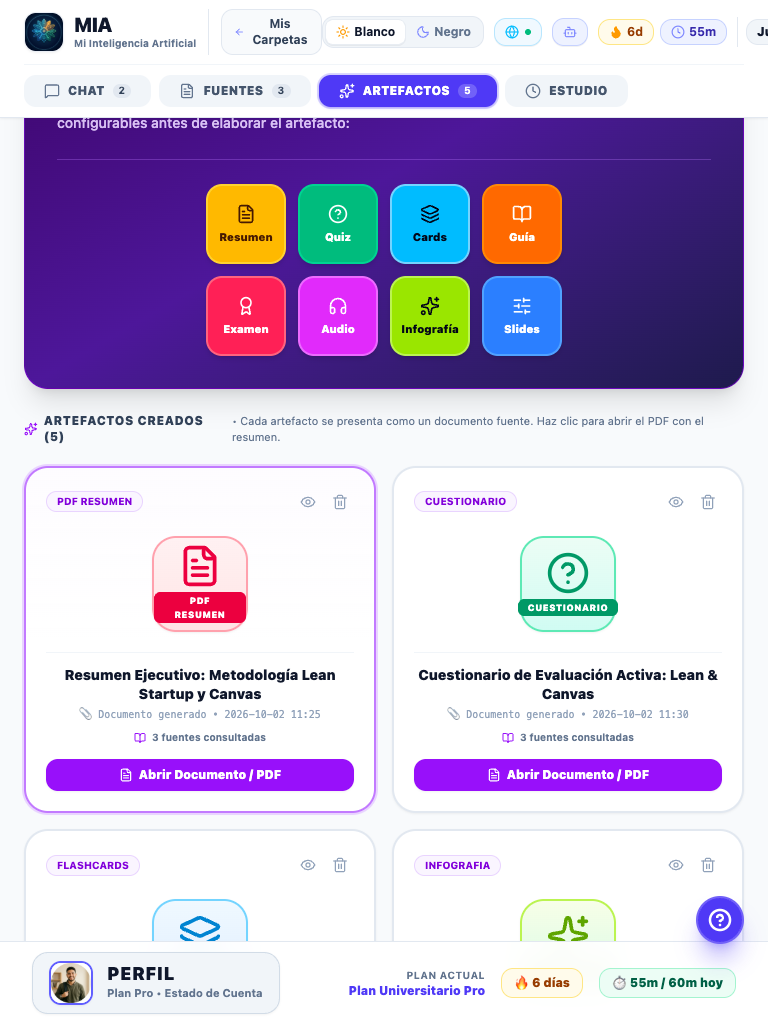 MIA
Mi Inteligencia Artificial
Mis
Carpetas
Blanco
Negro
6d
55m
CHAT 2
FUENTES 3
ARTEFACTOS 5
ESTUDIO
configurables antes de elaborar el artefacto:
Resumen
Quiz
Cards
Guía
Examen
Audio
Infografía
Slides
ARTEFACTOS CREADOS
(5)
• Cada artefacto se presenta como un documento fuente. Haz clic para abrir el PDF con el
resumen.
PDF RESUMEN
PDF
RESUMEN
Resumen Ejecutivo: Metodología Lean
Startup y Canvas
Documento generado • 2026-10-02 11:25
3 fuentes consultadas
Abrir Documento / PDF
CUESTIONARIO
CUESTIONARIO
Cuestionario de Evaluación Activa: Lean &
Canvas
Documento generado • 2026-10-02 11:30
3 fuentes consultadas
Abrir Documento / PDF
FLASHCARDS
INFOGRAFIA
PERFIL
Plan Pro • Estado de Cuenta
PLAN ACTUAL
Plan Universitario Pro
6 días
55m / 60m hoy